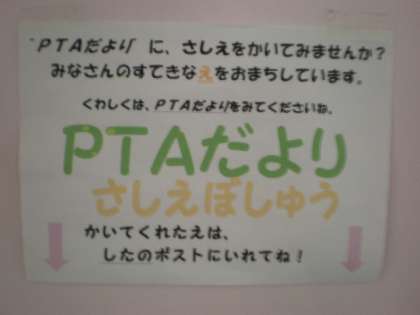 "PTAだより"に、さしえをかいてみませんか?
みなさんのすてきなえをおまちしています。
くわしくは、PTAだよりをみてくださいね。
PTAだより
さしえぼしゅう
かいてくれたえは、
したのポストにいれてね!